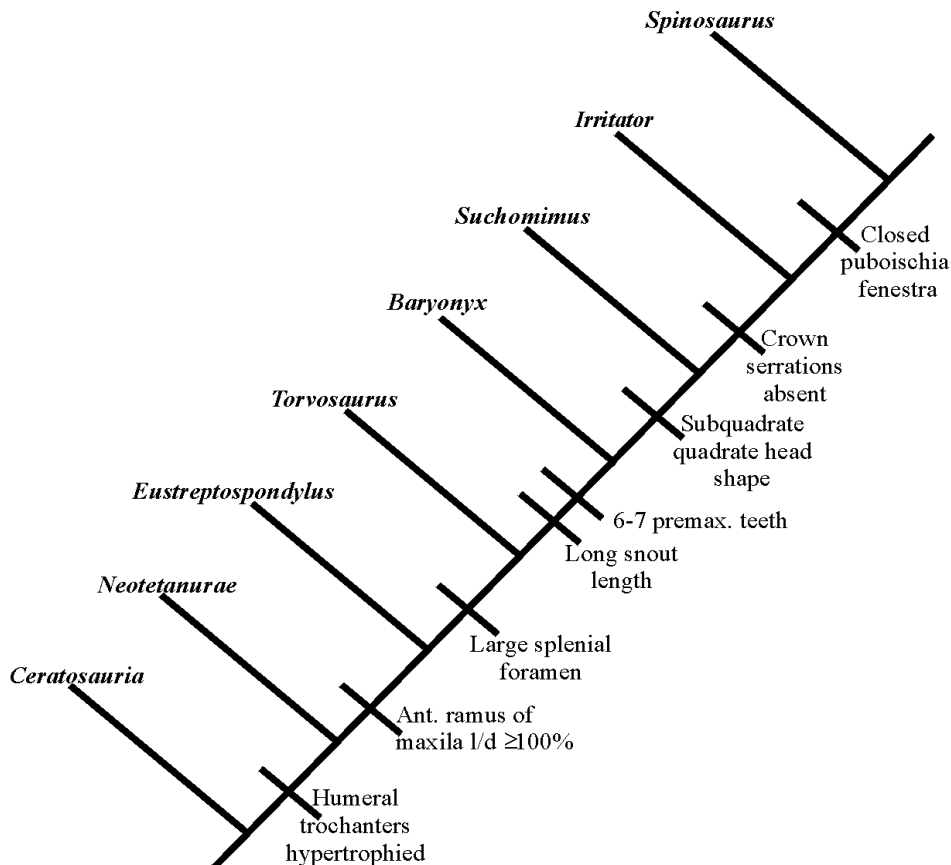 Spinosaurus
Irritator
Suchomimus
Closed
puboischia
fenestra
Baryonyx
Crown
serrations
absent
Torvosaurus
Subquadrate
quadrate head
shape
Eustreptospondylus
6-7 premax. teeth
Long snout
length
Neotetanurae
Large splenial
foramen
Ceratosauria
Ant. ramus of
maxila l/d ≥100%
Humeral
trochanters
hypertrophied